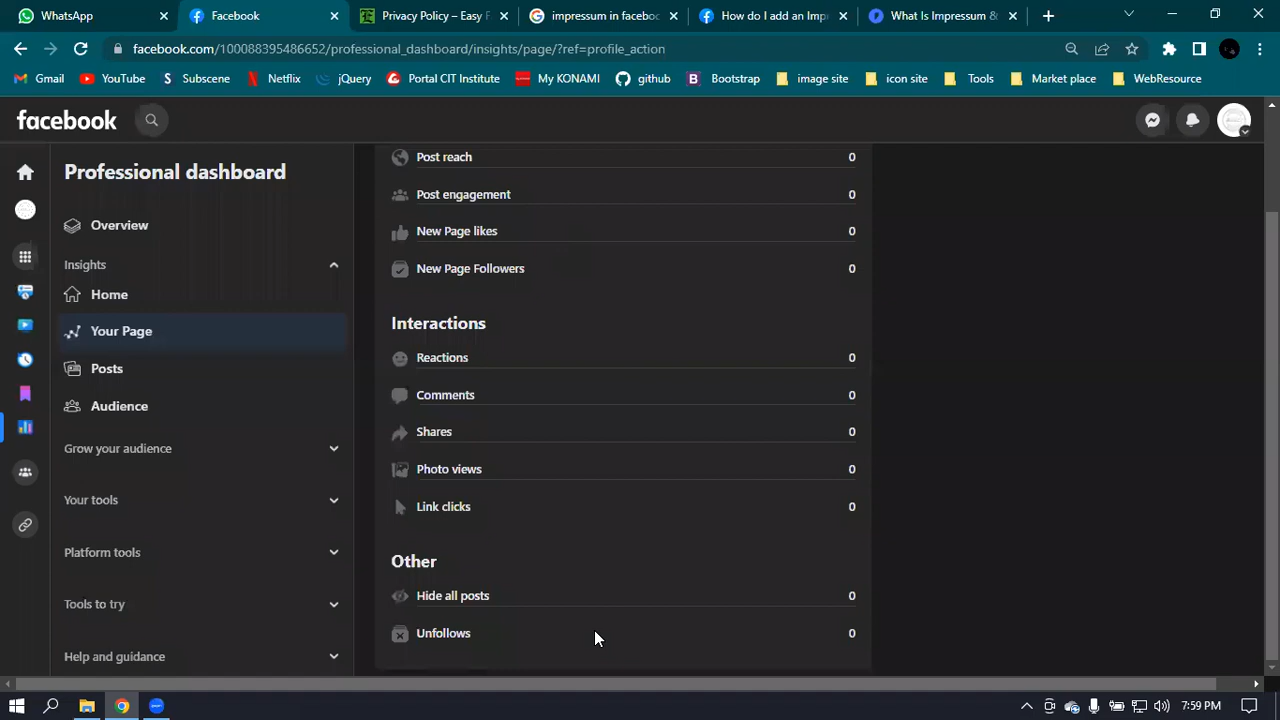 WhatsApp
Facebook
Privacy Policy – Easy F
impressum in faceboo
How do I add an Imp
What Is Impressum &
facebook.com/100088395486652/professional_dashboard/insights/page/?ref=profile_action
Gmail YouTube Subscene Netflix jQuery Portal CIT Institute My KONAMI github Bootstrap image site icon site Tools Market place WebResource
facebook
Professional dashboard
Overview
Insights
Home
Your Page
Posts
Audience
Grow your audience
Your tools
Platform tools
Tools to try
Help and guidance
Post reach 0
Post engagement 0
New Page likes 0
New Page Followers 0
Interactions
Reactions 0
Comments 0
Shares 0
Photo views 0
Link clicks 0
Other
Hide all posts 0
Unfollows 0
7:59 PM